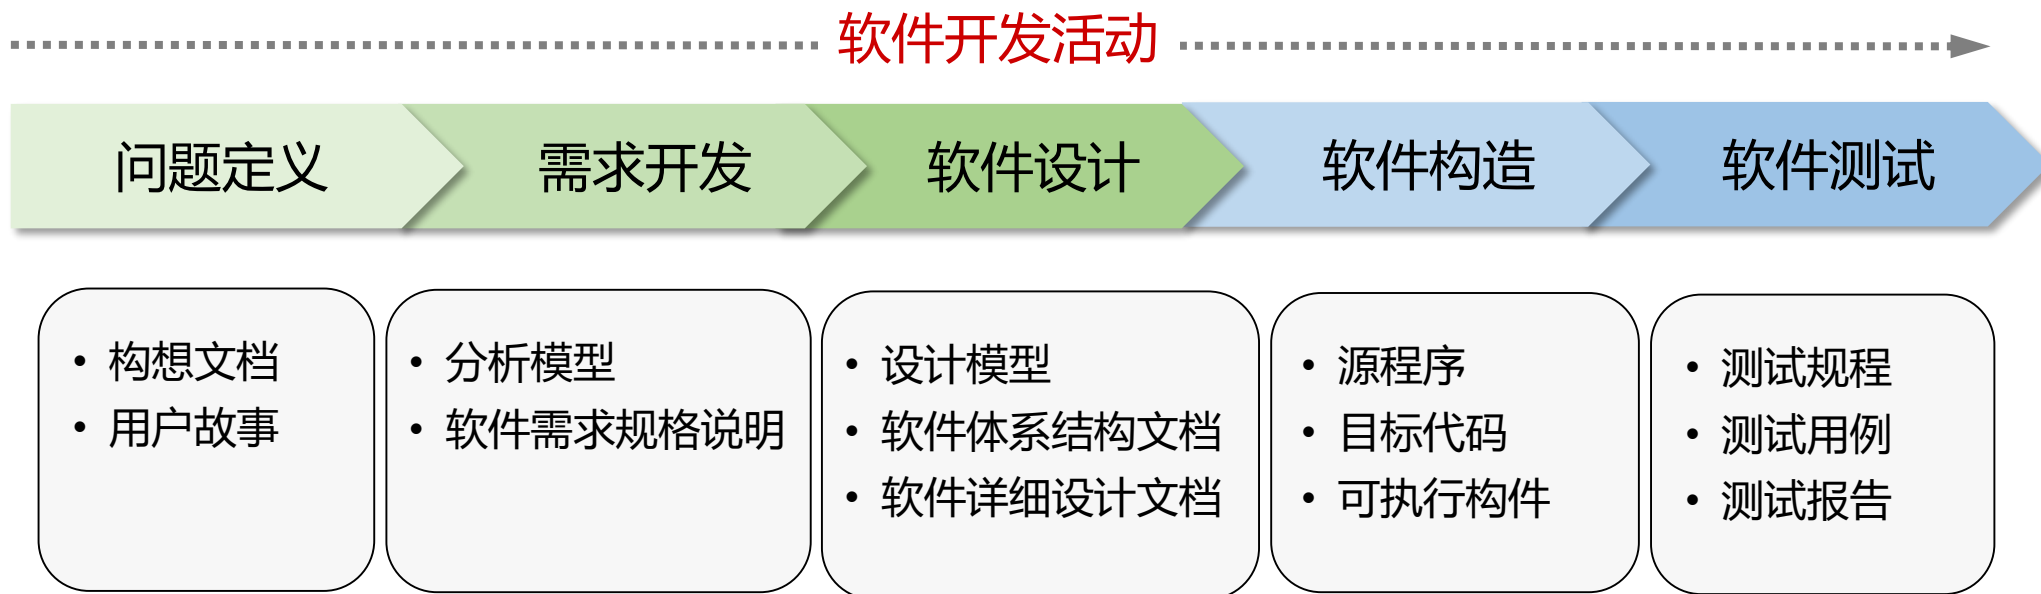 软件开发活动
问题定义
需求开发
软件设计
软件构造
软件测试
• 构想文档
• 用户故事
• 分析模型
• 软件需求规格说明
• 设计模型
• 软件体系结构文档
• 软件详细设计文档
• 源程序
• 目标代码
• 可执行构件
• 测试规程
• 测试用例
• 测试报告